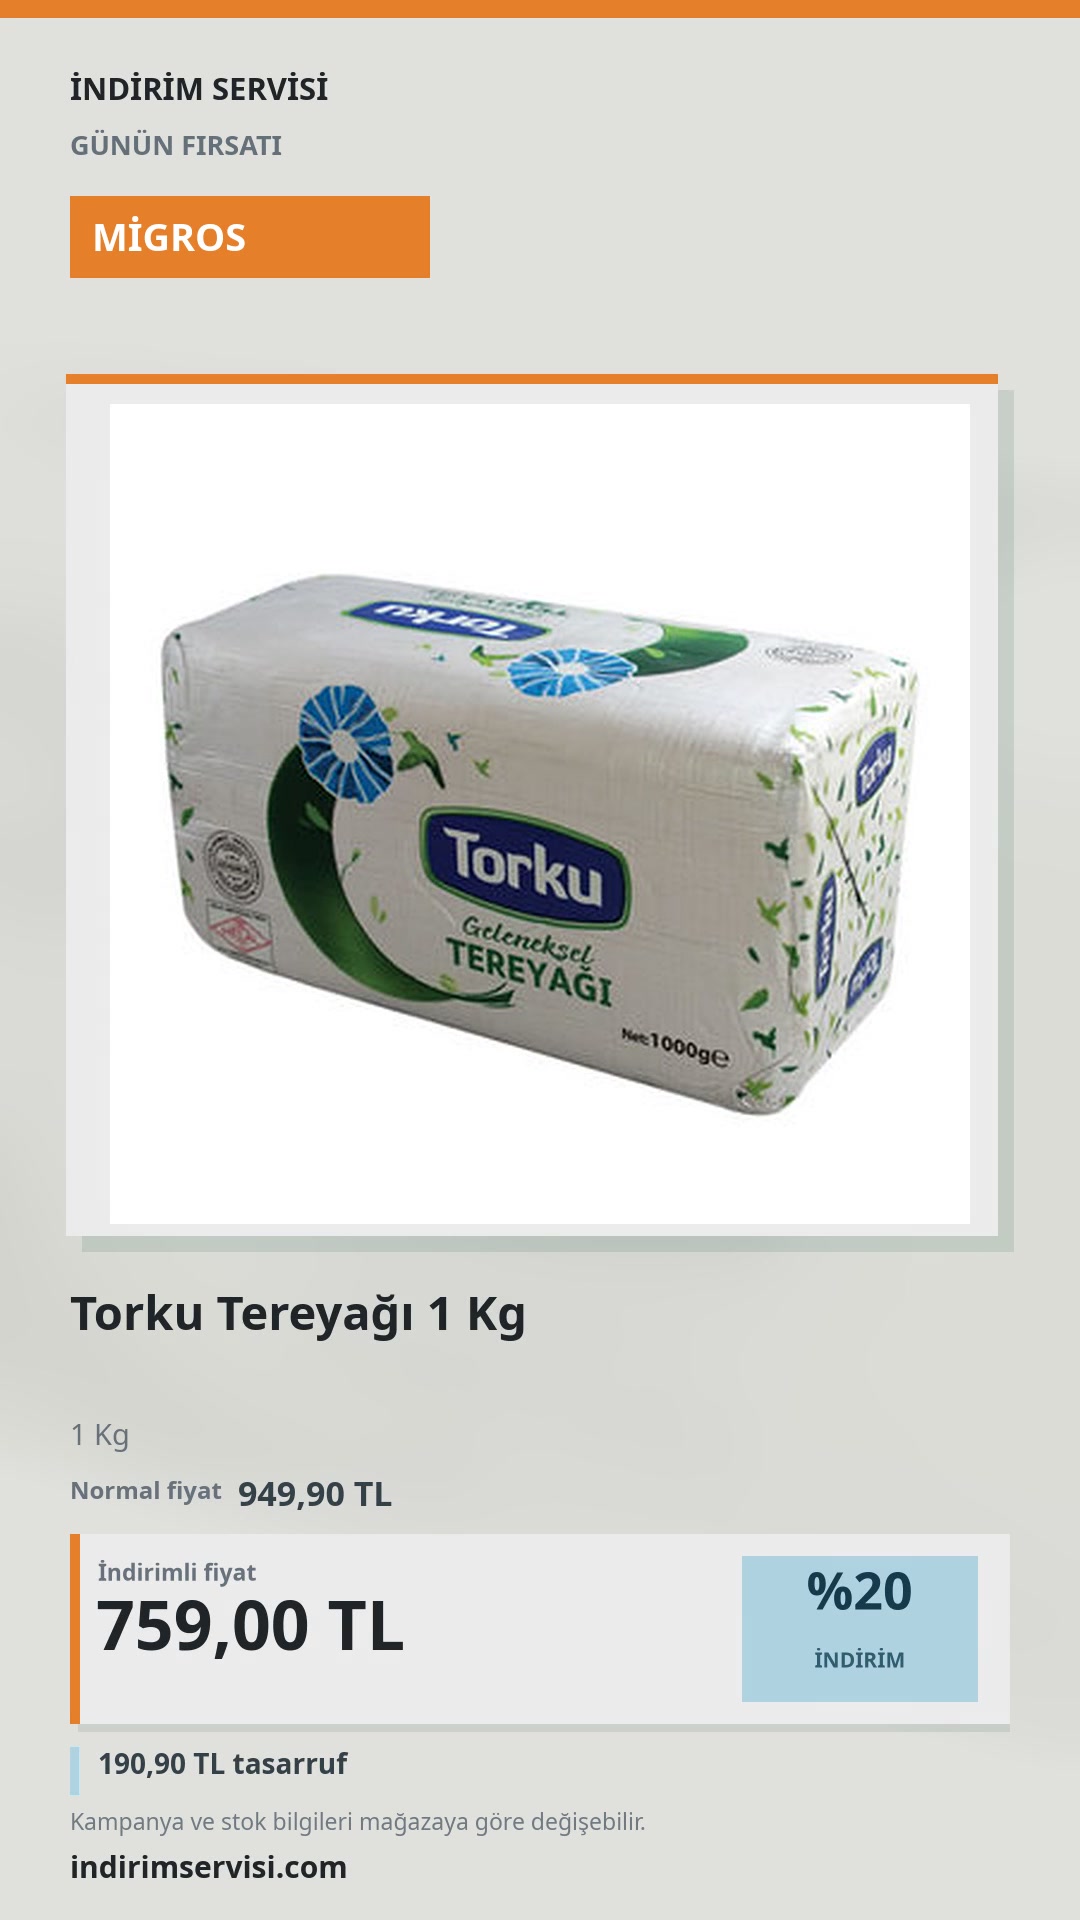 İNDİRİM SERVİSİ
GÜNÜN FIRSATI
MİGROS
Torku
Torku
Torku
Geleneksel
TEREYAĞI
Net:1000g℮
Torku
Torku
Torku Tereyağı 1 Kg
1 Kg
Normal fiyat 949,90 TL
İndirimli fiyat
759,00 TL
%20
İNDİRİM
190,90 TL tasarruf
Kampanya ve stok bilgileri mağazaya göre değişebilir.
indirimservisi.com